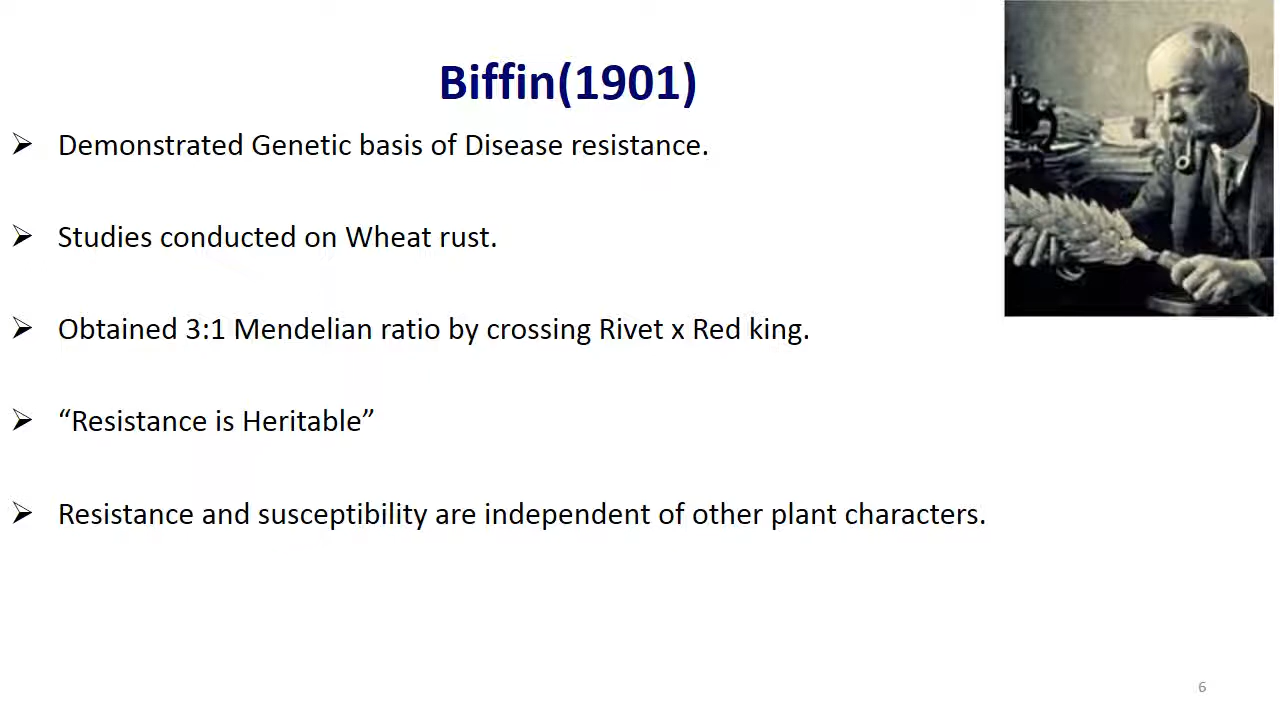 Biffin(1901)
➢ Demonstrated Genetic basis of Disease resistance.
➢ Studies conducted on Wheat rust.
➢ Obtained 3:1 Mendelian ratio by crossing Rivet x Red king.
➢ “Resistance is Heritable”
➢ Resistance and susceptibility are independent of other plant characters.
6